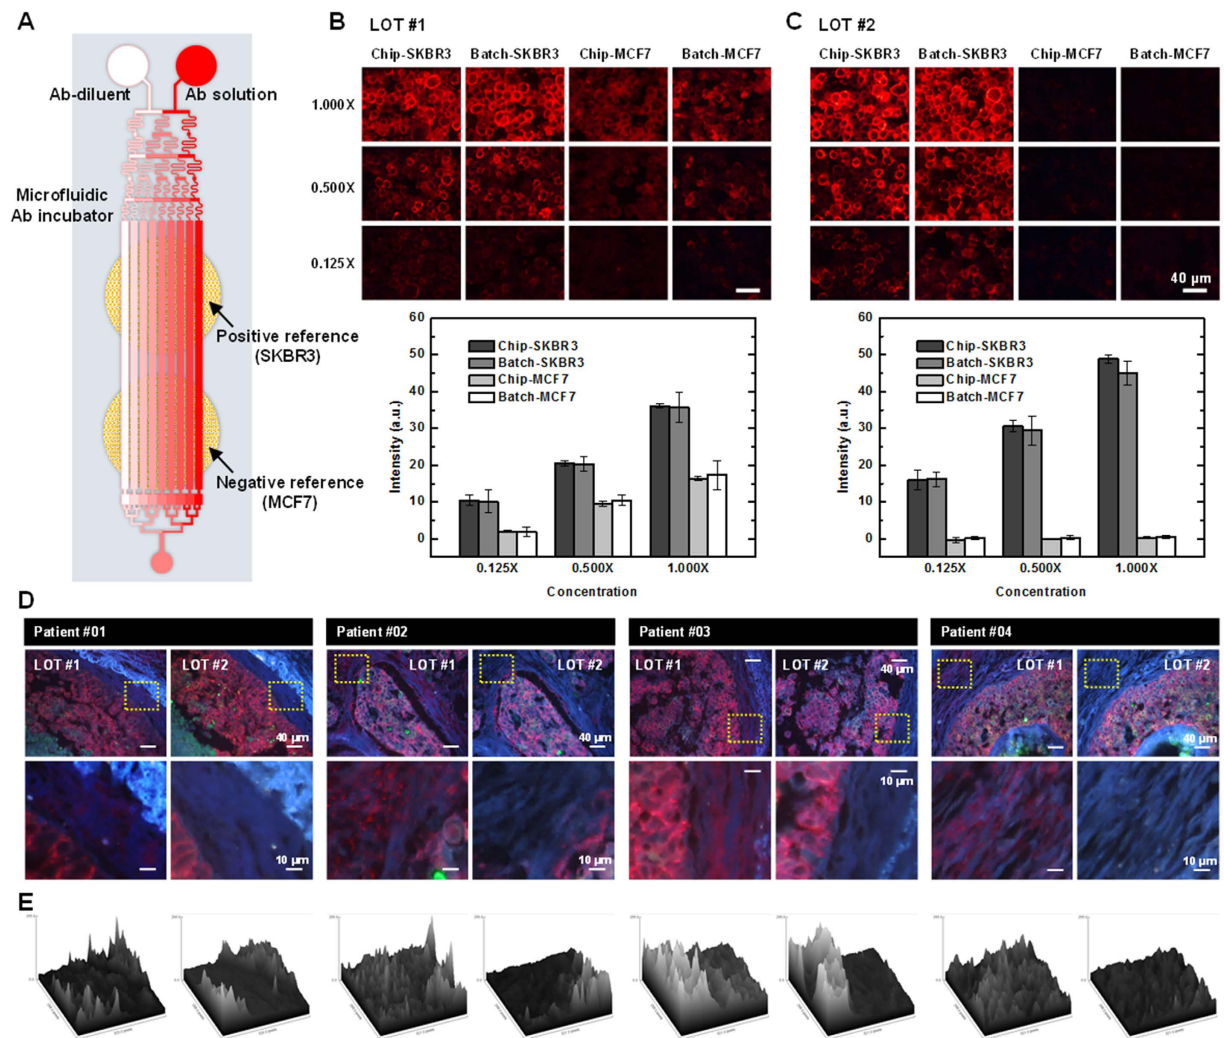 A
Ab-diluent
Ab solution
Microfluidic
Ab incubator
Positive reference
(SKBR3)
Negative reference
(MCF7)
B
LOT #1
Chip-SKBR3 Batch-SKBR3 Chip-MCF7 Batch-MCF7
1.000X
0.500X
0.125X
60
50
40
30
20
10
0
Intensity (a.u.)
Chip-SKBR3
Batch-SKBR3
Chip-MCF7
Batch-MCF7
0.125X 0.500X 1.000X
Concentration
C
LOT #2
Chip-SKBR3 Batch-SKBR3 Chip-MCF7 Batch-MCF7
40 µm
60
50
40
30
20
10
0
Intensity (a.u.)
Chip-SKBR3
Batch-SKBR3
Chip-MCF7
Batch-MCF7
0.125X 0.500X 1.000X
Concentration
D
Patient #01
LOT #1
LOT #2
40 µm
10 µm
Patient #02
LOT #1
LOT #2
40 µm
10 µm
Patient #03
LOT #1
LOT #2
40 µm
10 µm
Patient #04
LOT #1
LOT #2
40 µm
10 µm
E